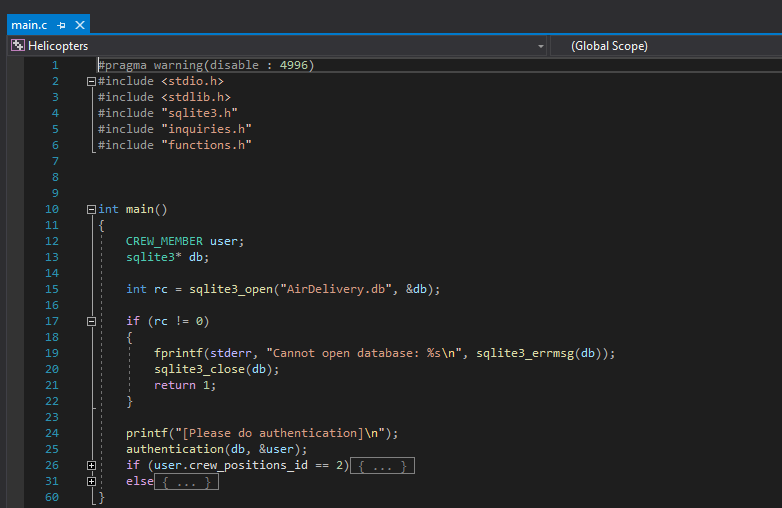 main.c
Helicopters (Global Scope)
1 #pragma warning(disable : 4996)
2 #include <stdio.h>
3 #include <stdlib.h>
4 #include "sqlite3.h"
5 #include "inquiries.h"
6 #include "functions.h"
7
8
9
10 int main()
11 {
12     CREW_MEMBER user;
13     sqlite3* db;
14
15     int rc = sqlite3_open("AirDelivery.db", &db);
16
17     if (rc != 0)
18     {
19         fprintf(stderr, "Cannot open database: %s\n", sqlite3_errmsg(db));
20         sqlite3_close(db);
21         return 1;
22     }
23
24     printf("[Please do authentication]\n");
25     authentication(db, &user);
26     if (user.crew_positions_id == 2){ ... }
31     else{ ... }
60 }